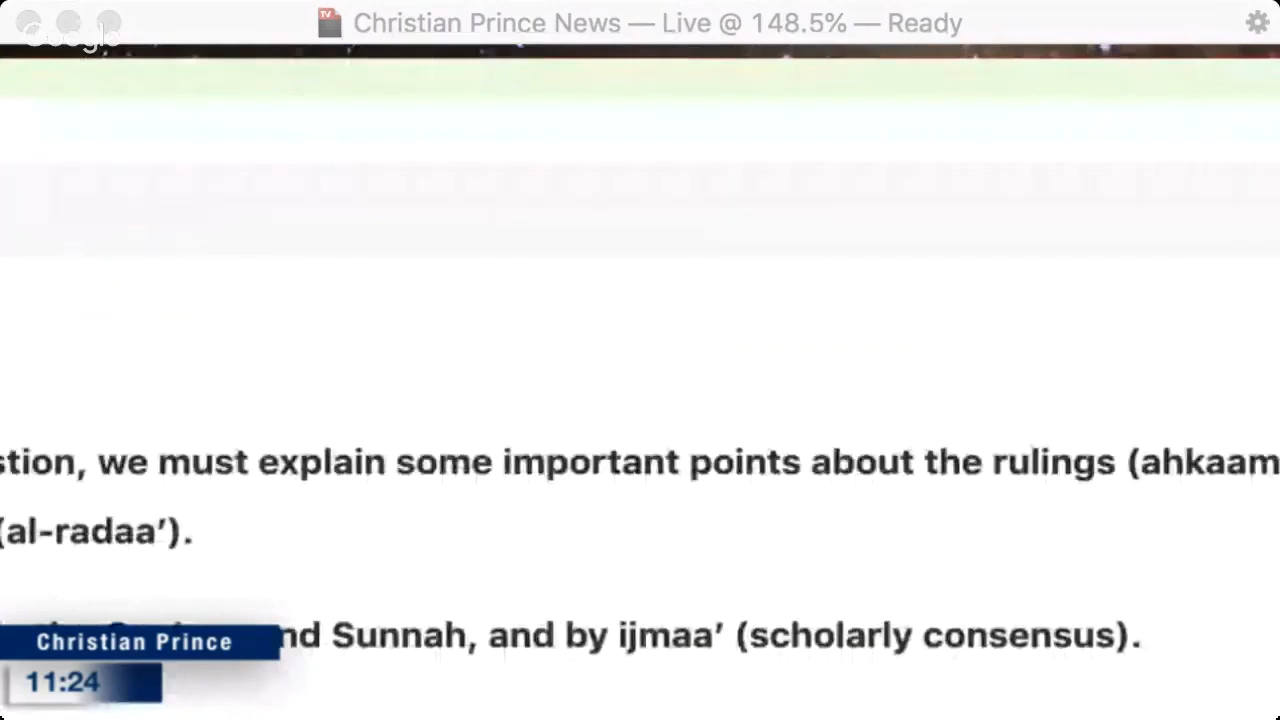 Christian Prince News — Live @ 148.5% — Ready
Google
stion, we must explain some important points about the rulings (ahkaam
(al-radaa’).
nd Sunnah, and by ijmaa’ (scholarly consensus).
Christian Prince
11:24